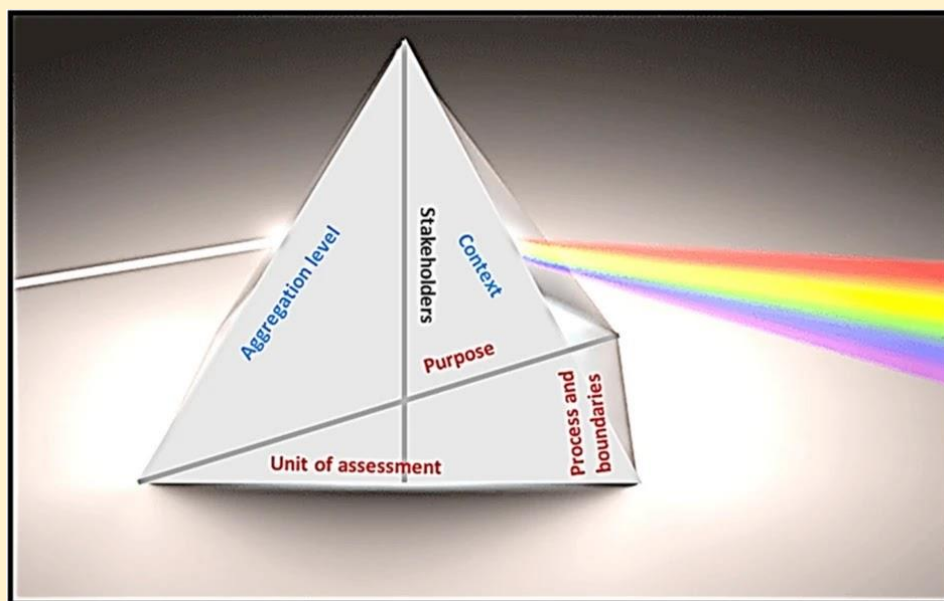 Aggregation level
Stakeholders
Context
Purpose
Process and
boundaries
Unit of assessment